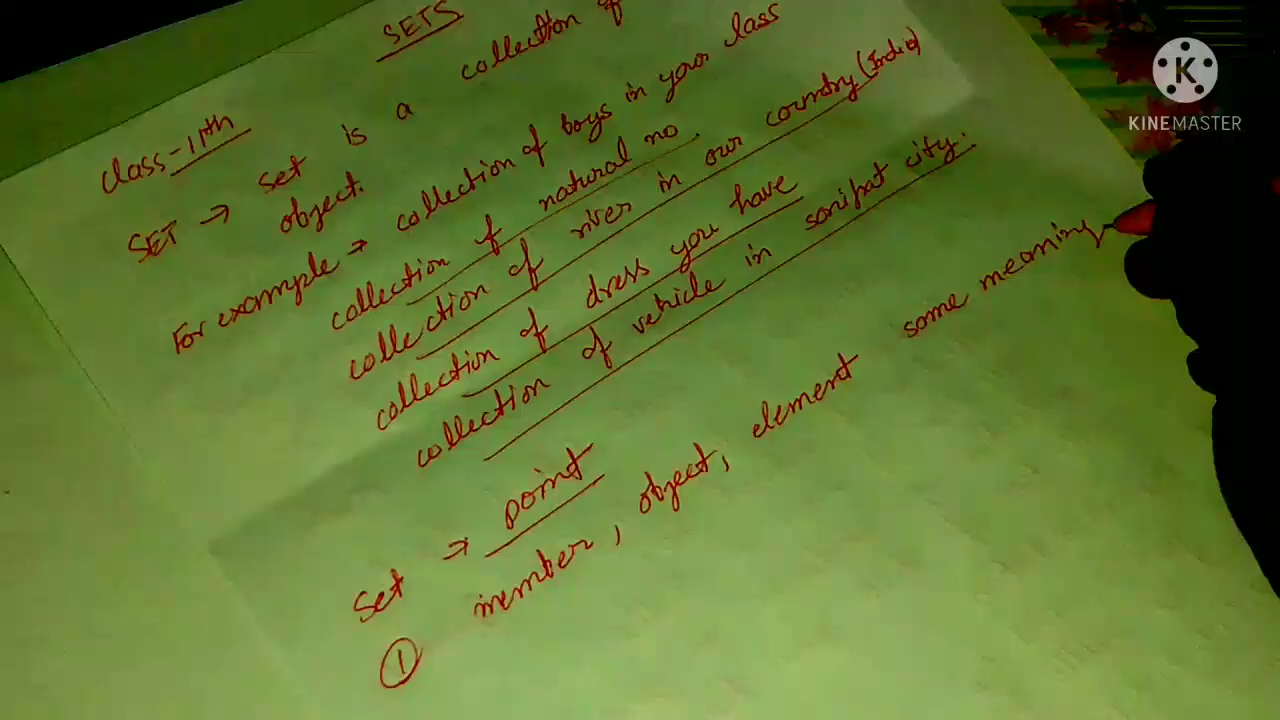 SETS
Class-11th
SET → Set is a collection of
object.
For example → collection of boys in your class
collection of natural no.
collection of river in our country (India)
collection of dress you have
collection of vehicle in sonipat city.
Set → point
① member, object, element some meaning
KINEMASTER